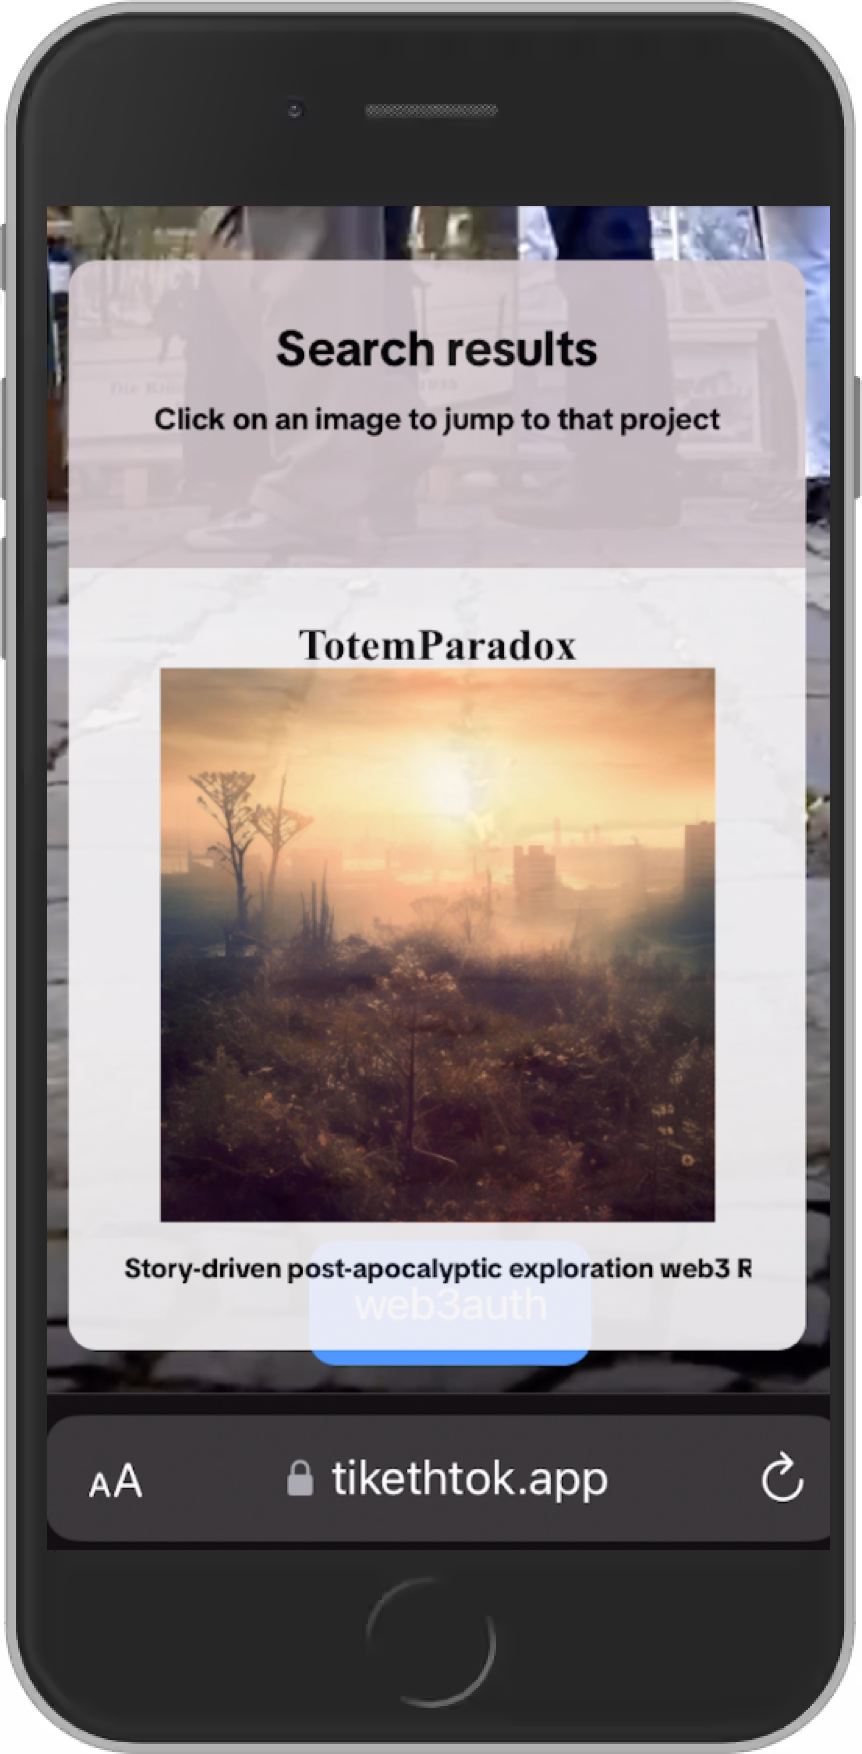 Search results
Click on an image to jump to that project
TotemParadox
Story-driven post-apocalyptic exploration web3 R
web3auth
AA
tikethtok.app